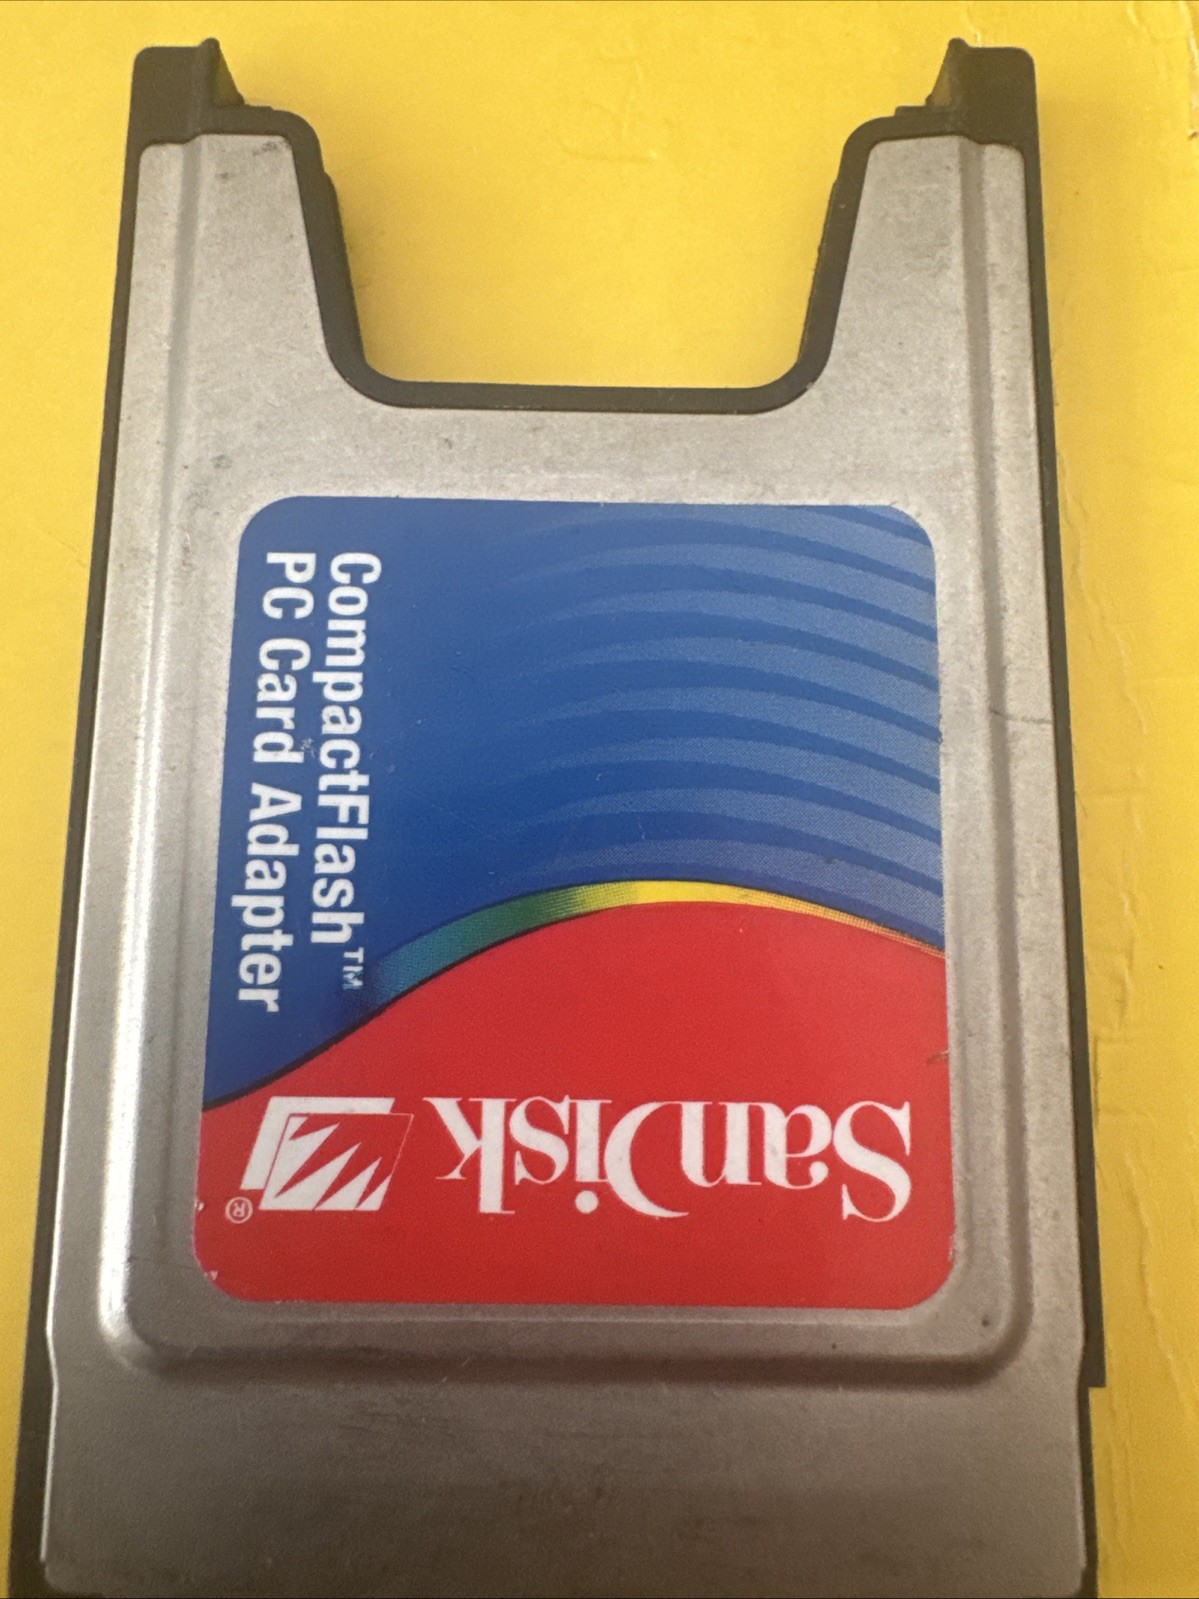 SanDisk ®
CompactFlash™
PC Card Adapter